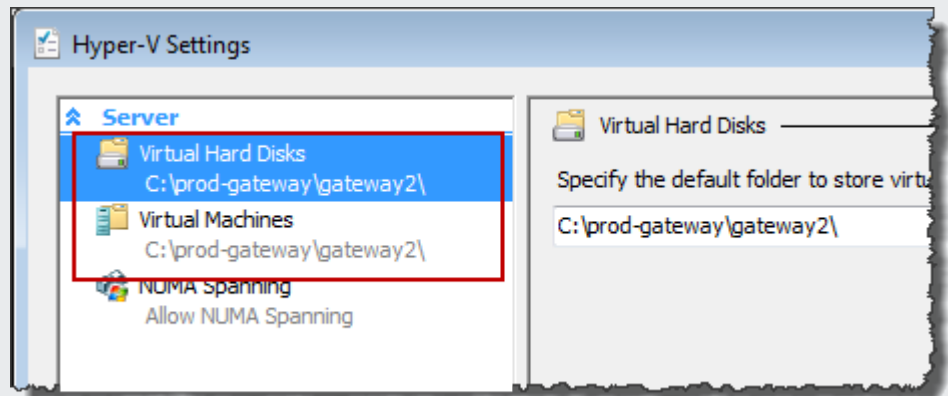 Hyper-V Settings
Server
Virtual Hard Disks
C:\prod-gateway\gateway2\
Virtual Machines
C:\prod-gateway\gateway2\
NUMA Spanning
Allow NUMA Spanning
Virtual Hard Disks
Specify the default folder to store
C:\prod-gateway\gateway2\